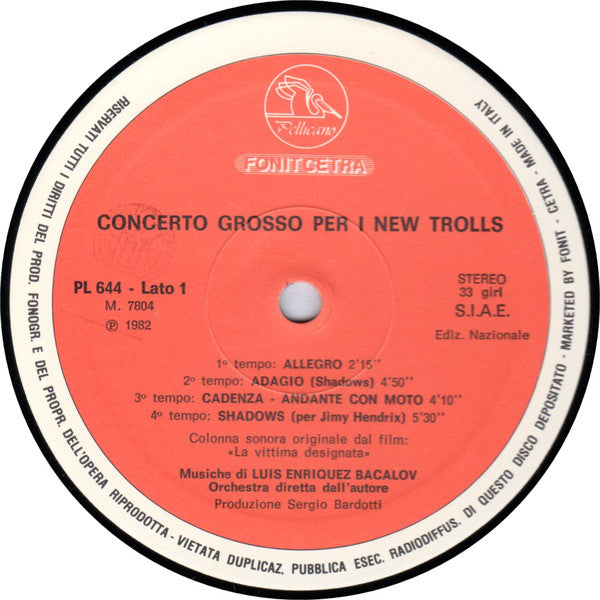 Pellicano
FONIT CETRA
CONCERTO GROSSO PER I NEW TROLLS
PL 644 - Lato 1
M. 7804
℗ 1982
STEREO
33 giri
S.I.A.E.
Ediz. Nazionale
1º tempo: ALLEGRO 2'15''
2º tempo: ADAGIO (Shadows) 4'50''
3º tempo: CADENZA - ANDANTE CON MOTO 4'10''
4º tempo: SHADOWS (per Jimy Hendrix) 5'30''
Colonna sonora originale dal film:
«La vittima designata»
Musiche di LUIS ENRIQUEZ BACALOV
Orchestra diretta dall'autore
Produzione Sergio Bardotti
RISERVATI TUTTI I DIRITTI DEL PROD. FONOGR. E DEL PROPR. DELL'OPERA RIPRODOTTA - VIETATA DUPLICAZ. PUBBLICA ESEC. RADIODIFFUS. DI QUESTO DISCO DEPOSITATO - MARKETED BY FONIT - CETRA - MADE IN ITALY